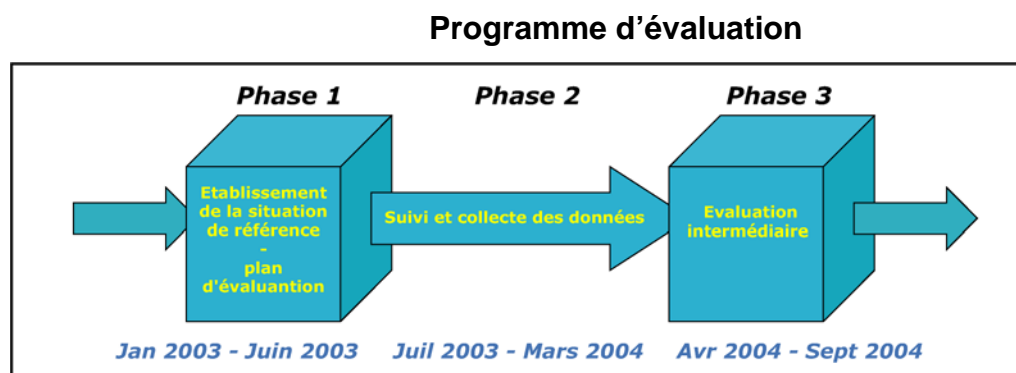 Programme d’évaluation
Phase 1
Phase 2
Phase 3
Etablissement
de la situation
de référence
-
plan
d'évaluantion
Suivi et collecte des données
Evaluation
intermédiaire
Jan 2003 - Juin 2003
Juil 2003 - Mars 2004
Avr 2004 - Sept 2004